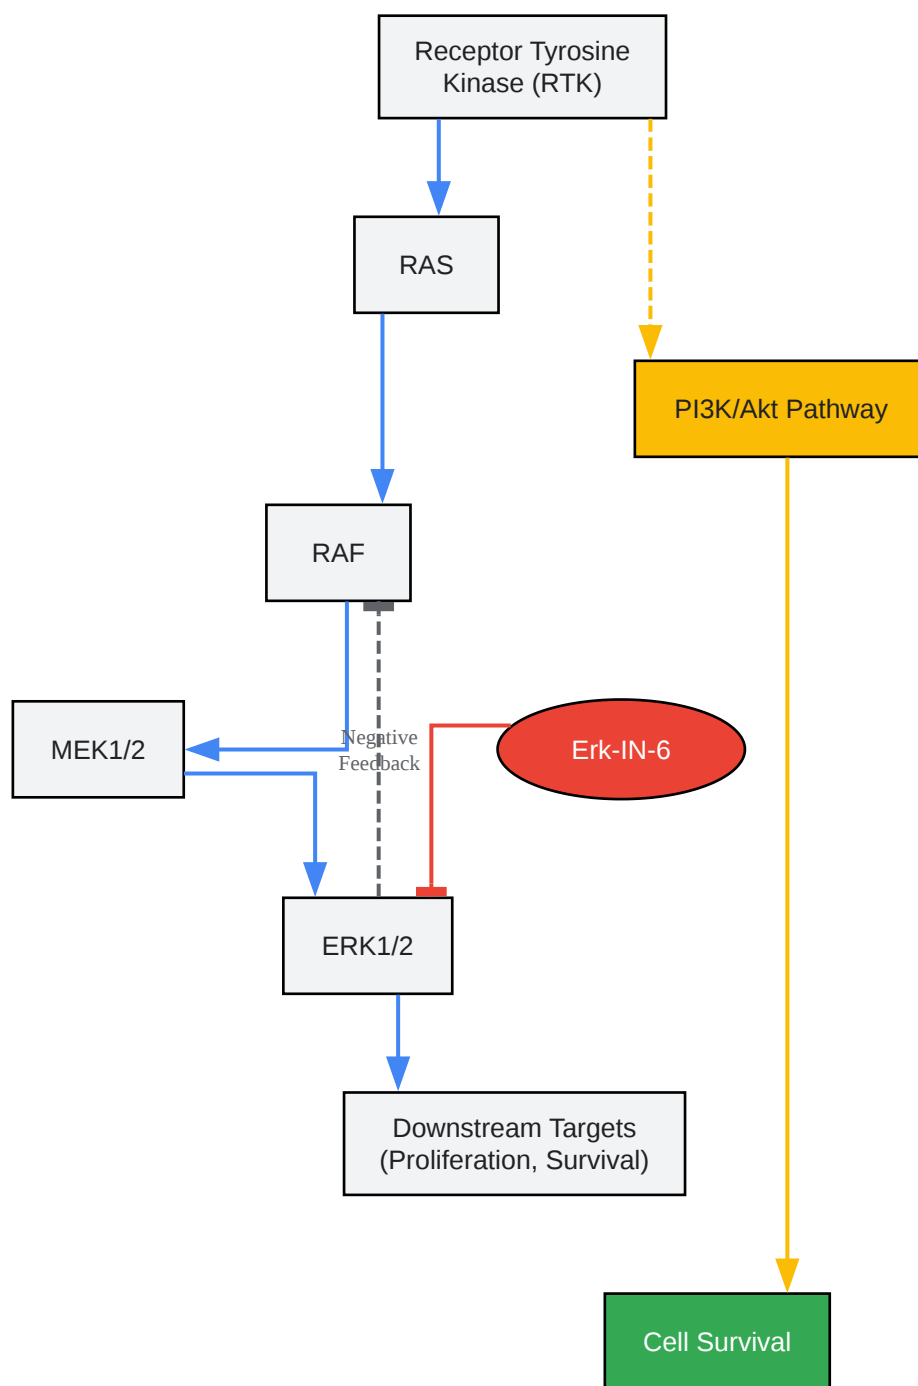 Receptor Tyrosine
Kinase (RTK)
RAS
PI3K/Akt Pathway
RAF
MEK1/2
Negative
Feedback
Erk-IN-6
ERK1/2
Downstream Targets
(Proliferation, Survival)
Cell Survival